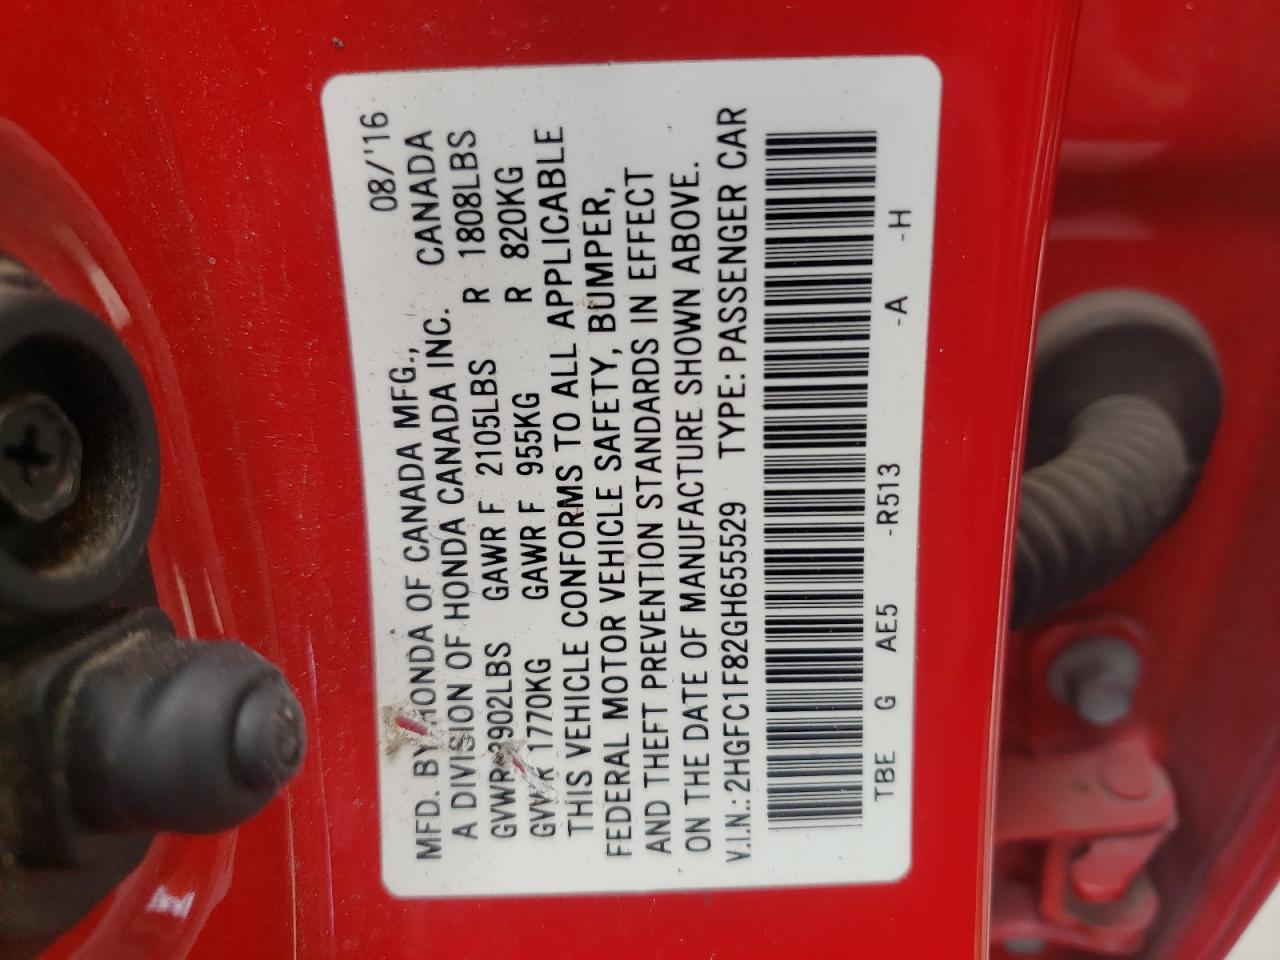 08/'16
MFD. BY HONDA OF CANADA MFG., CANADA
A DIVISION OF HONDA CANADA INC.
GVWR 3902LBS GAWR F 2105LBS R 1808LBS
GVWR 1770KG GAWR F 955KG R 820KG
THIS VEHICLE CONFORMS TO ALL APPLICABLE
FEDERAL MOTOR VEHICLE SAFETY, BUMPER,
AND THEFT PREVENTION STANDARDS IN EFFECT
ON THE DATE OF MANUFACTURE SHOWN ABOVE.
V.I.N.: 2HGFC1F82GH655529 TYPE: PASSENGER CAR
TBE G AE5 -R513 -A -H